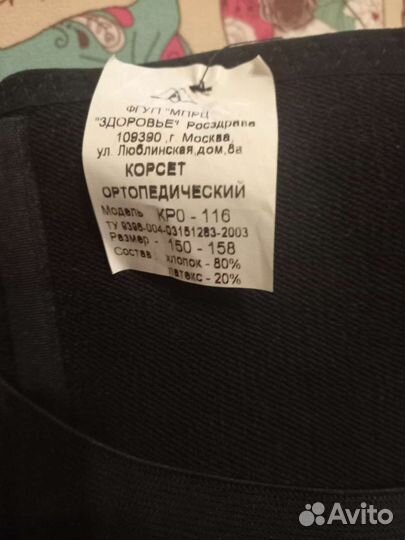 ФГУП "МПРЦ
"ЗДОРОВЬЕ" Росздрава
109390 ,г. Москва,
ул. Люблинская,дом,8а
КОРСЕТ
ОРТОПЕДИЧЕСКИЙ
Модель КРО - 116
ТУ 9396-004-03151283-2003
Размер - 150 - 158
Состав : хлопок - 80%
латекс - 20%
Avito